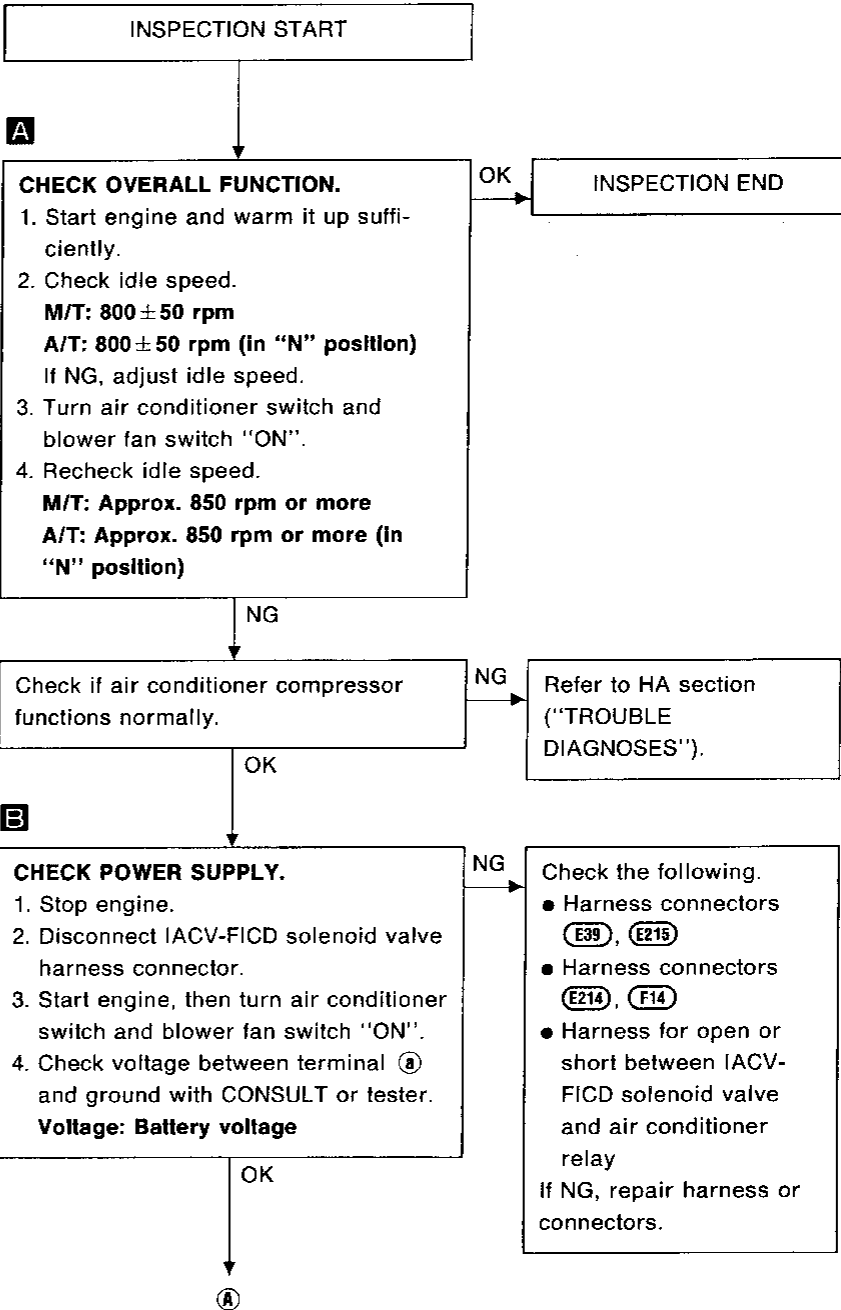 INSPECTION START
A
CHECK OVERALL FUNCTION.
1. Start engine and warm it up suffi-
ciently.
2. Check idle speed.
M/T: 800±50 rpm
A/T: 800±50 rpm (in “N” position)
If NG, adjust idle speed.
3. Turn air conditioner switch and
blower fan switch “ON”.
4. Recheck idle speed.
M/T: Approx. 850 rpm or more
A/T: Approx. 850 rpm or more (in
“N” position)
OK
INSPECTION END
NG
Check if air conditioner compressor
functions normally.
NG
Refer to HA section
(“TROUBLE
DIAGNOSES”).
OK
B
CHECK POWER SUPPLY.
1. Stop engine.
2. Disconnect IACV-FICD solenoid valve
harness connector.
3. Start engine, then turn air conditioner
switch and blower fan switch “ON”.
4. Check voltage between terminal ⓐ
and ground with CONSULT or tester.
Voltage: Battery voltage
NG
Check the following.
● Harness connectors
(E39), (E215)
● Harness connectors
(E214), (F14)
● Harness for open or
short between IACV-
FICD solenoid valve
and air conditioner
relay
If NG, repair harness or
connectors.
OK
Ⓐ